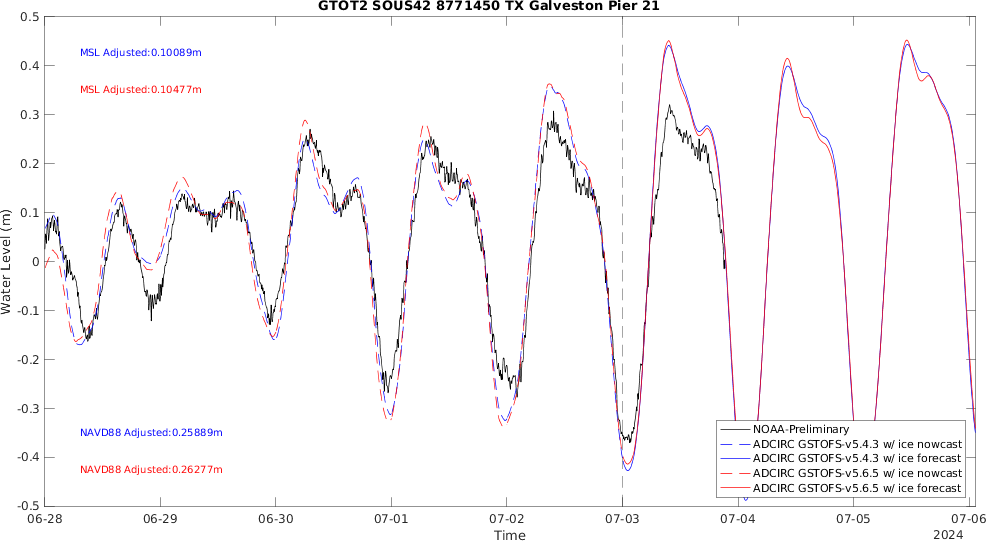 GTOT2 SOUS42 8771450 TX Galveston Pier 21
0.5
0.4
0.3
0.2
0.1
0
-0.1
-0.2
-0.3
-0.4
-0.5
Water Level (m)
MSL Adjusted:0.10089m
MSL Adjusted:0.10477m
NAVD88 Adjusted:0.25889m
NAVD88 Adjusted:0.26277m
NOAA-Preliminary
ADCIRC GSTOFS-v5.4.3 w/ ice nowcast
ADCIRC GSTOFS-v5.4.3 w/ ice forecast
ADCIRC GSTOFS-v5.6.5 w/ ice nowcast
ADCIRC GSTOFS-v5.6.5 w/ ice forecast
06-28 06-29 06-30 07-01 07-02 07-03 07-04 07-05 07-06
Time
2024